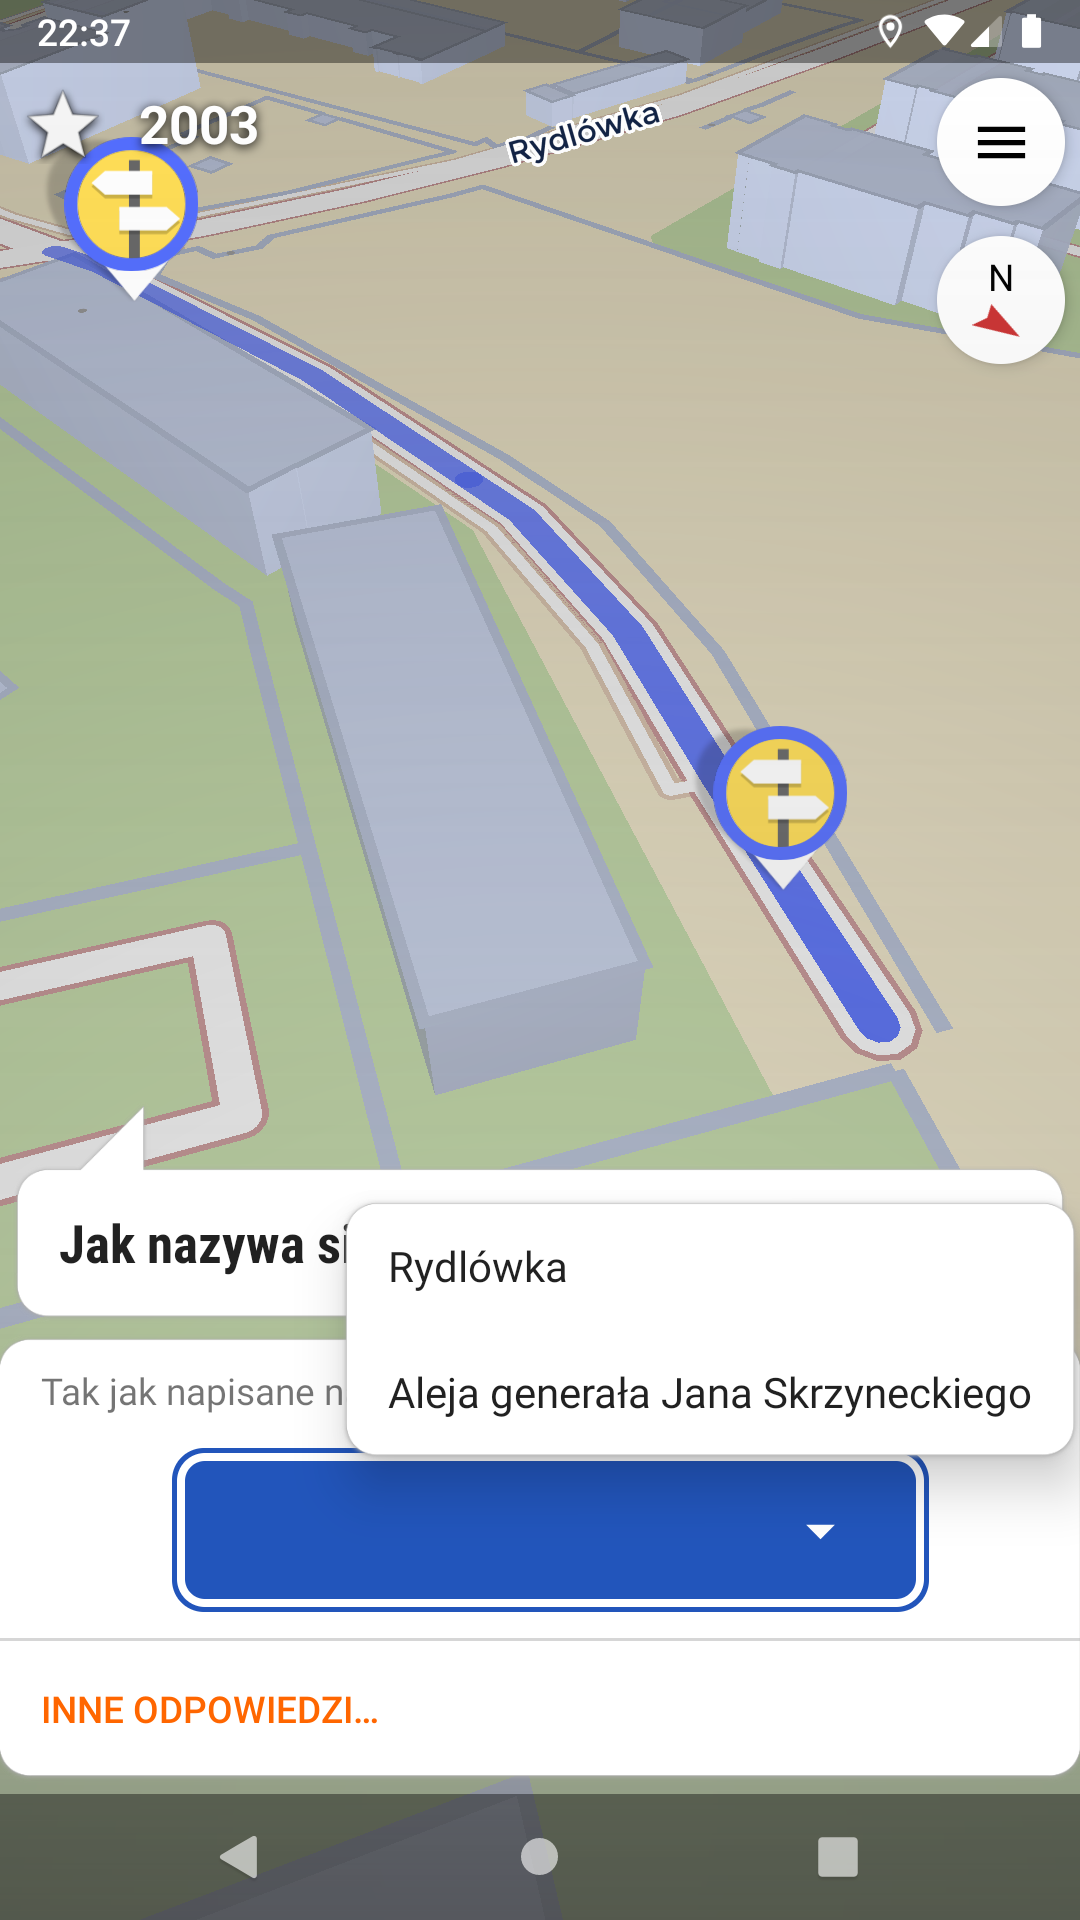 22:37
2003
Rydlówka
N
Jak nazywa si
Rydlówka
Tak jak napisane n
Aleja generała Jana Skrzyneckiego
INNE ODPOWIEDZI…